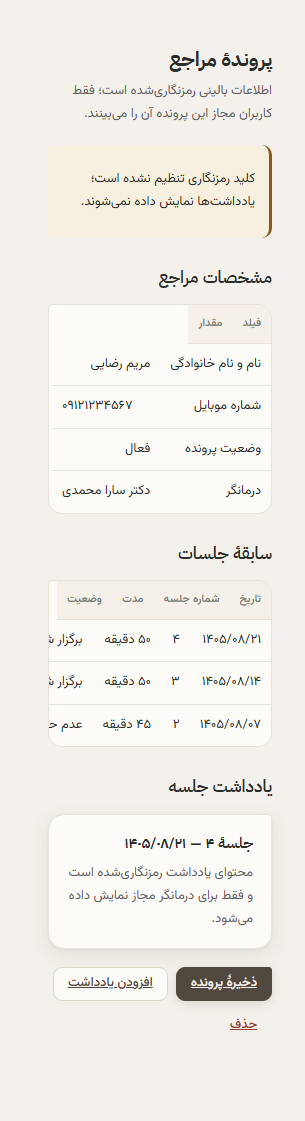 پروندهٔ مراجع
اطلاعات بالینی رمزنگاری‌شده است؛ فقط
کاربران مجاز این پرونده آن را می‌بینند.
کلید رمزنگاری تنظیم نشده است؛
یادداشت‌ها نمایش داده نمی‌شوند.
مشخصات مراجع
فیلد مقدار
نام و نام خانوادگی مریم رضایی
شماره موبایل ۰۹۱۲۱۲۳۴۵۶۷
وضعیت پرونده فعال
درمانگر دکتر سارا محمدی
سابقهٔ جلسات
تاریخ شماره جلسه مدت وضعیت
۱۴۰۵/۰۸/۲۱ ۴ ۵۰ دقیقه برگزار
۱۴۰۵/۰۸/۱۴ ۳ ۵۰ دقیقه برگزار
۱۴۰۵/۰۸/۰۷ ۲ ۴۵ دقیقه عدم
یادداشت جلسه
جلسهٔ ۴ — ۱۴۰۵/۰۸/۲۱
محتوای یادداشت رمزنگاری‌شده است
و فقط برای درمانگر مجاز نمایش داده
می‌شود.
ذخیرهٔ پرونده افزودن یادداشت
حذف